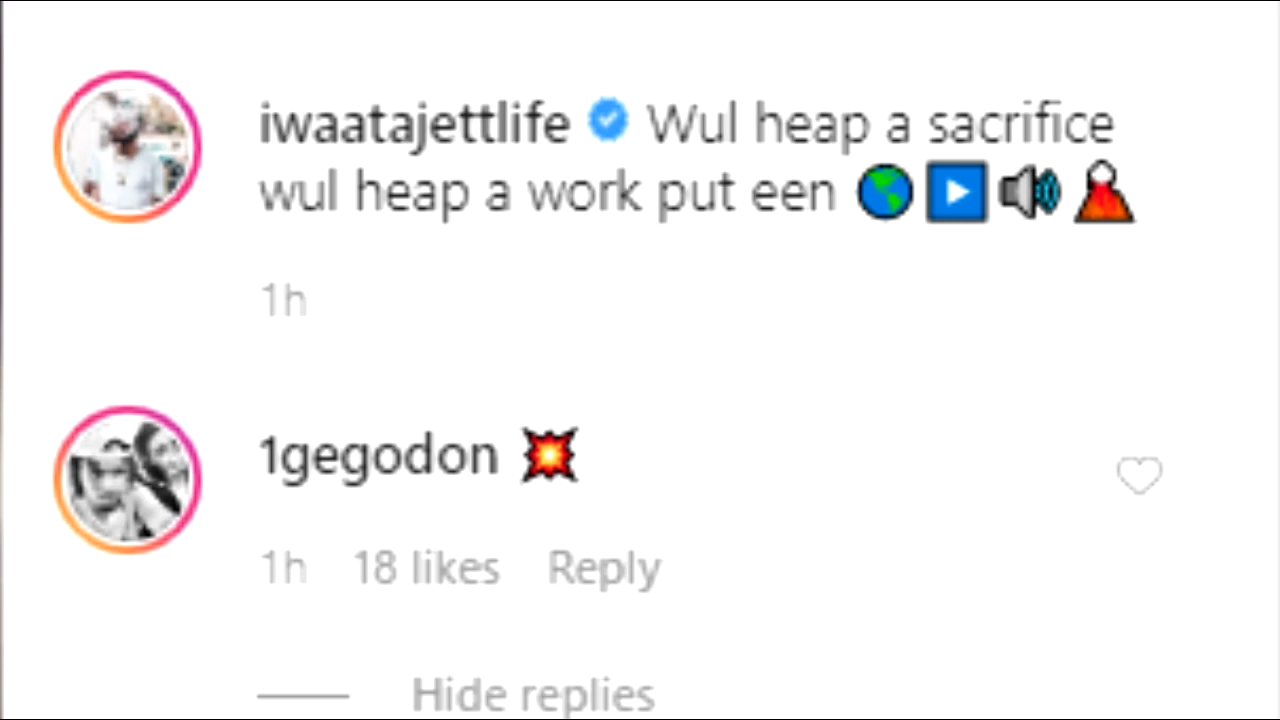 iwaatajettlife Wul heap a sacrifice
wul heap a work put een 🌎▶️🔊🌋
1h
1gegodon 💥
1h 18 likes Reply
Hide replies